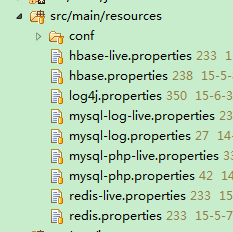 src/main/resources
conf
hbase-live.properties 233 1
hbase.properties 238 15-5-
log4j.properties 350 15-6-3
mysql-log-live.properties 23
mysql-log.properties 27 14-
mysql-php-live.properties 3
mysql-php.properties 42 14
redis-live.properties 233 15
redis.properties 233 15-5-7